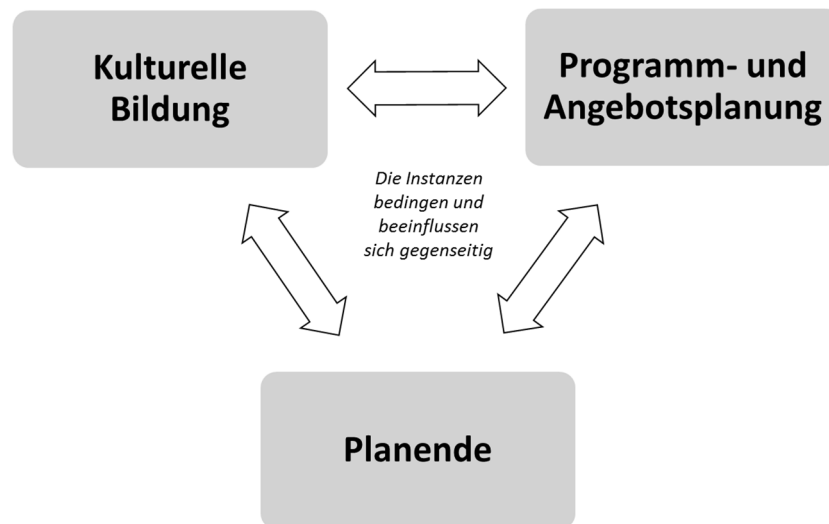 Kulturelle
Bildung
Programm- und
Angebotsplanung
Die Instanzen
bedingen und
beeinflussen
sich gegenseitig
Planende